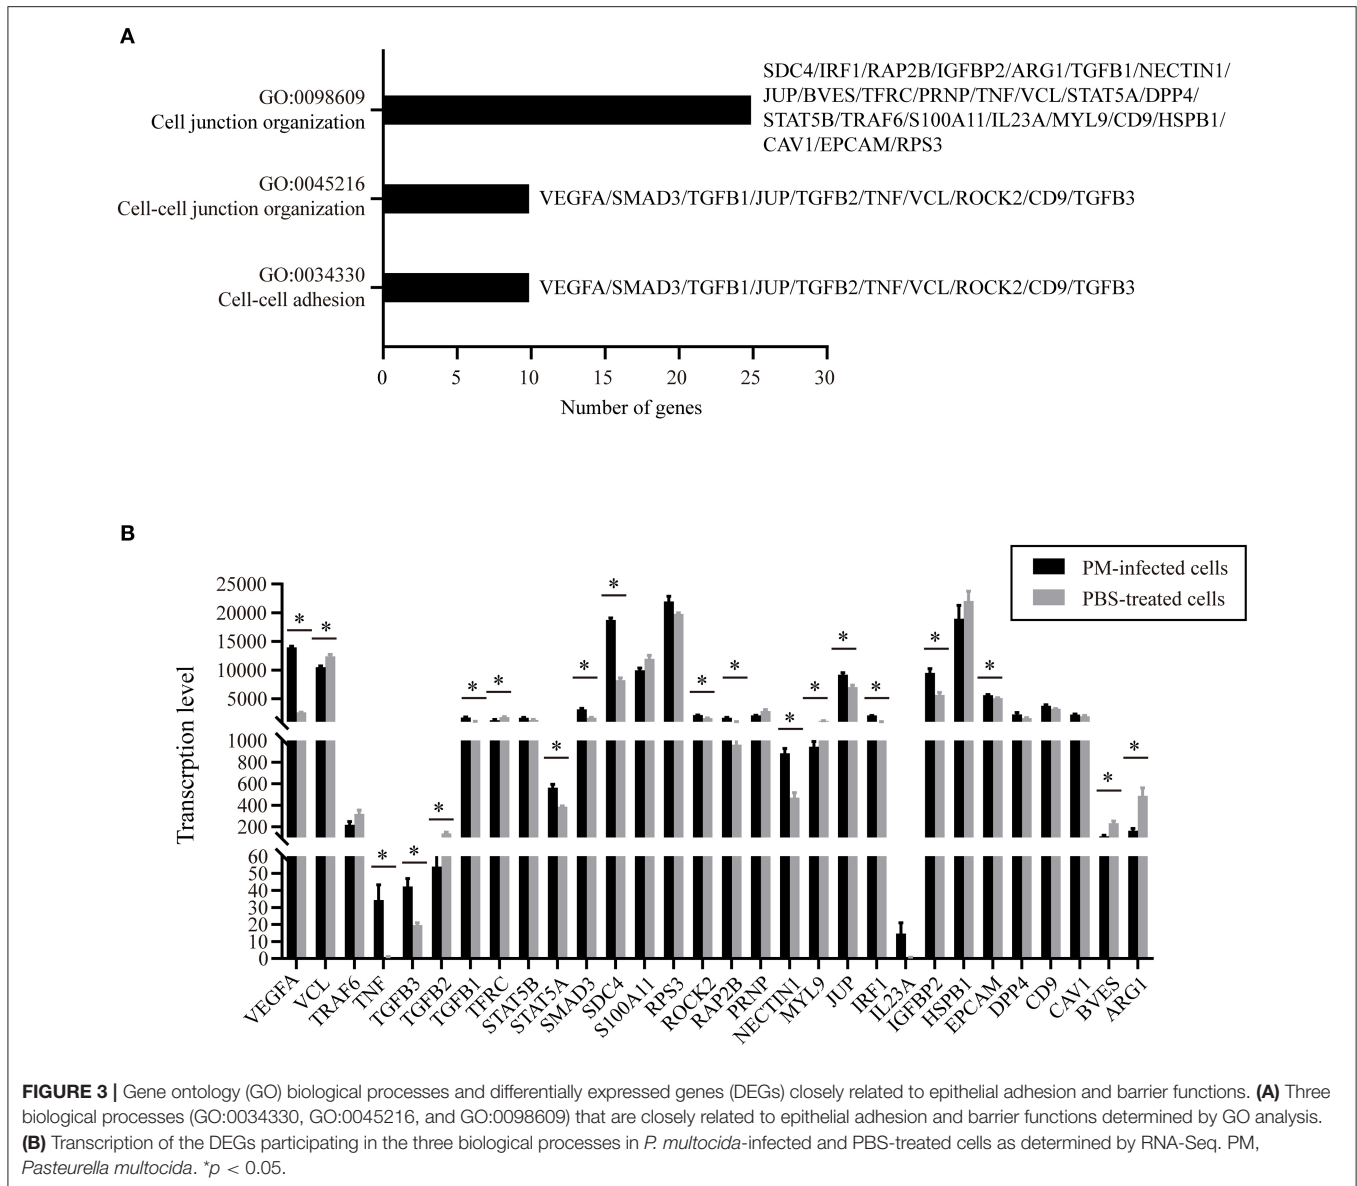 A
GO:0098609
Cell junction organization
SDC4/IRF1/RAP2B/IGFBP2/ARG1/TGFB1/NECTIN1/
JUP/BVES/TFRC/PRNP/TNF/VCL/STAT5A/DPP4/
STAT5B/TRAF6/S100A11/IL23A/MYL9/CD9/HSPB1/
CAV1/EPCAM/RPS3
GO:0045216
Cell-cell junction organization
VEGFA/SMAD3/TGFB1/JUP/TGFB2/TNF/VCL/ROCK2/CD9/TGFB3
GO:0034330
Cell-cell adhesion
VEGFA/SMAD3/TGFB1/JUP/TGFB2/TNF/VCL/ROCK2/CD9/TGFB3
0 5 10 15 20 25 30
Number of genes
B
PM-infected cells
PBS-treated cells
Transcrption level
25000
20000
15000
10000
5000
1000
800
600
400
200
60
50
40
30
20
10
0
* * * * * * * * * * * * * * * * * * *
VEGFA VCL TRAF6 TNF TGFB3 TGFB2 TGFB1 TFRC STAT5B STAT5A SMAD3 SDC4 S100A11 RPS3 ROCK2 RAP2B PRNP NECTIN1 MYL9 JUP IRF1 IL23A IGFBP2 HSPB1 EPCAM DPP4 CD9 CAV1 BVES ARG1
FIGURE 3 | Gene ontology (GO) biological processes and differentially expressed genes (DEGs) closely related to epithelial adhesion and barrier functions. (A) Three
biological processes (GO:0034330, GO:0045216, and GO:0098609) that are closely related to epithelial adhesion and barrier functions determined by GO analysis.
(B) Transcription of the DEGs participating in the three biological processes in P. multocida-infected and PBS-treated cells as determined by RNA-Seq. PM,
Pasteurella multocida. *p < 0.05.